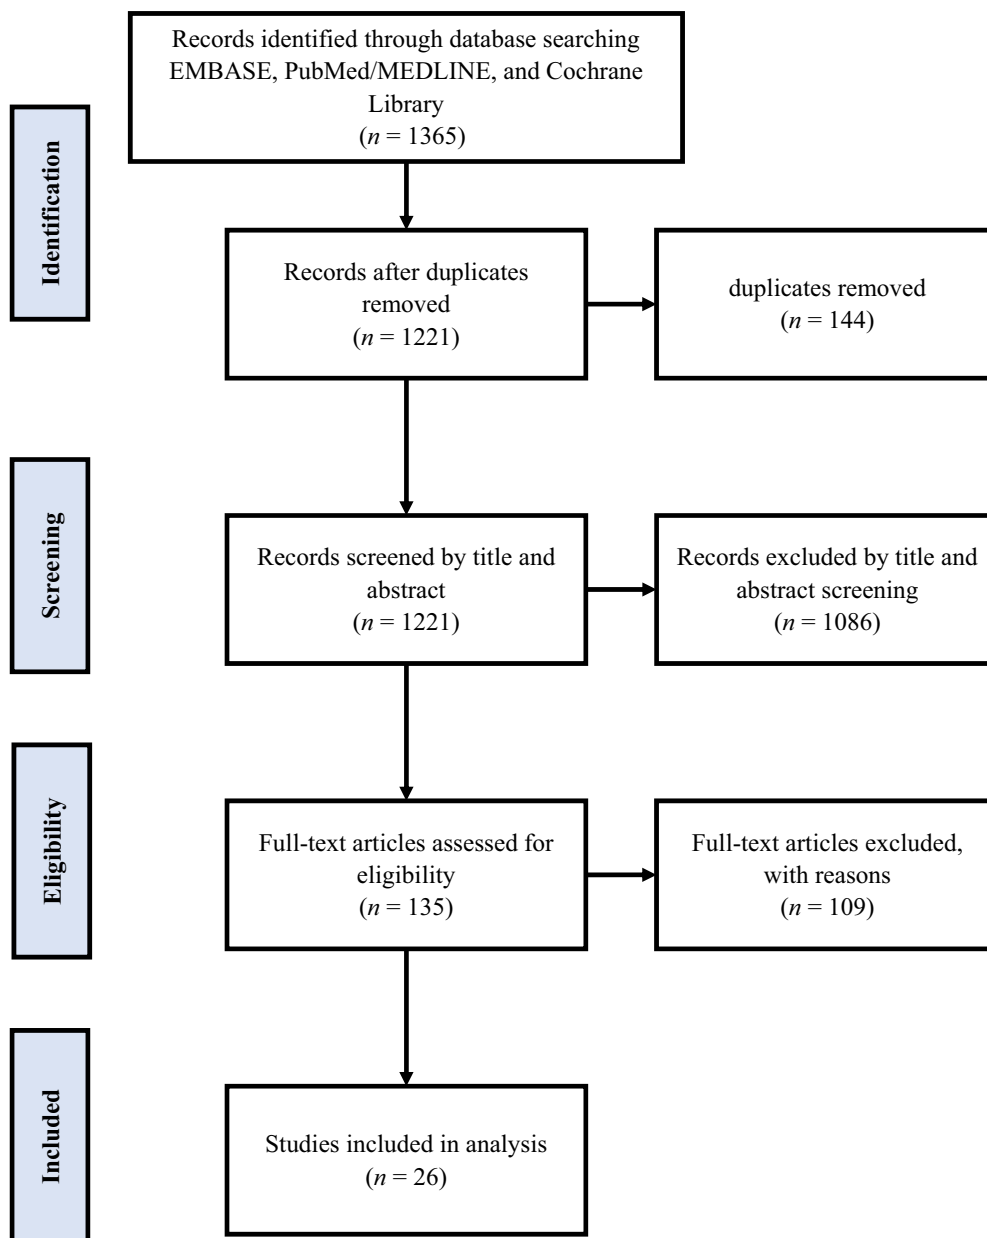 Records identified through database searching
EMBASE, PubMed/MEDLINE, and Cochrane
Library
(n = 1365)
Identification
Records after duplicates
removed
(n = 1221)
duplicates removed
(n = 144)
Screening
Records screened by title and
abstract
(n = 1221)
Records excluded by title and
abstract screening
(n = 1086)
Eligibility
Full-text articles assessed for
eligibility
(n = 135)
Full-text articles excluded,
with reasons
(n = 109)
Included
Studies included in analysis
(n = 26)